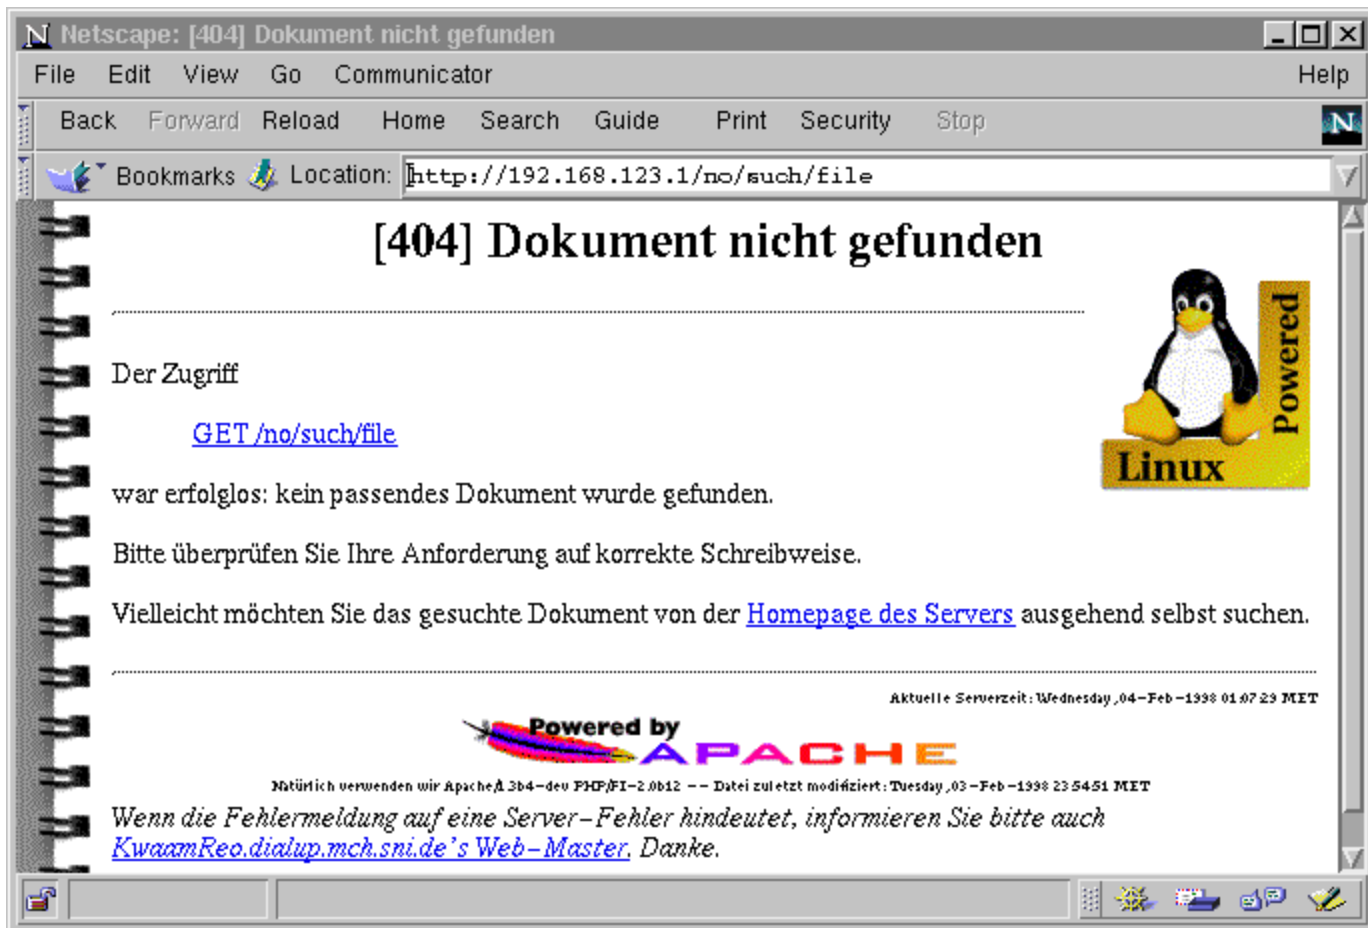 Netscape: [404] Dokument nicht gefunden
File Edit View Go Communicator Help
Back Forward Reload Home Search Guide Print Security Stop
N
Bookmarks Location: http://192.168.123.1/no/such/file
[404] Dokument nicht gefunden
Powered
Linux
Der Zugriff
GET /no/such/file
war erfolglos: kein passendes Dokument wurde gefunden.
Bitte überprüfen Sie Ihre Anforderung auf korrekte Schreibweise.
Vielleicht möchten Sie das gesuchte Dokument von der Homepage des Servers ausgehend selbst suchen.
Aktuelle Serverzeit: Wednesday, 04-Feb-1998 01:07:29 MET
Powered by
APACHE
Natürlich verwenden wir Apache/1.3b4-dev PHP/FI-2.0b12 -- Datei zuletzt modifiziert: Tuesday, 03-Feb-1998 23:54:51 MET
Wenn die Fehlermeldung auf eine Server-Fehler hindeutet, informieren Sie bitte auch
KwaamReo.dialup.mch.sni.de's Web-Master. Danke.